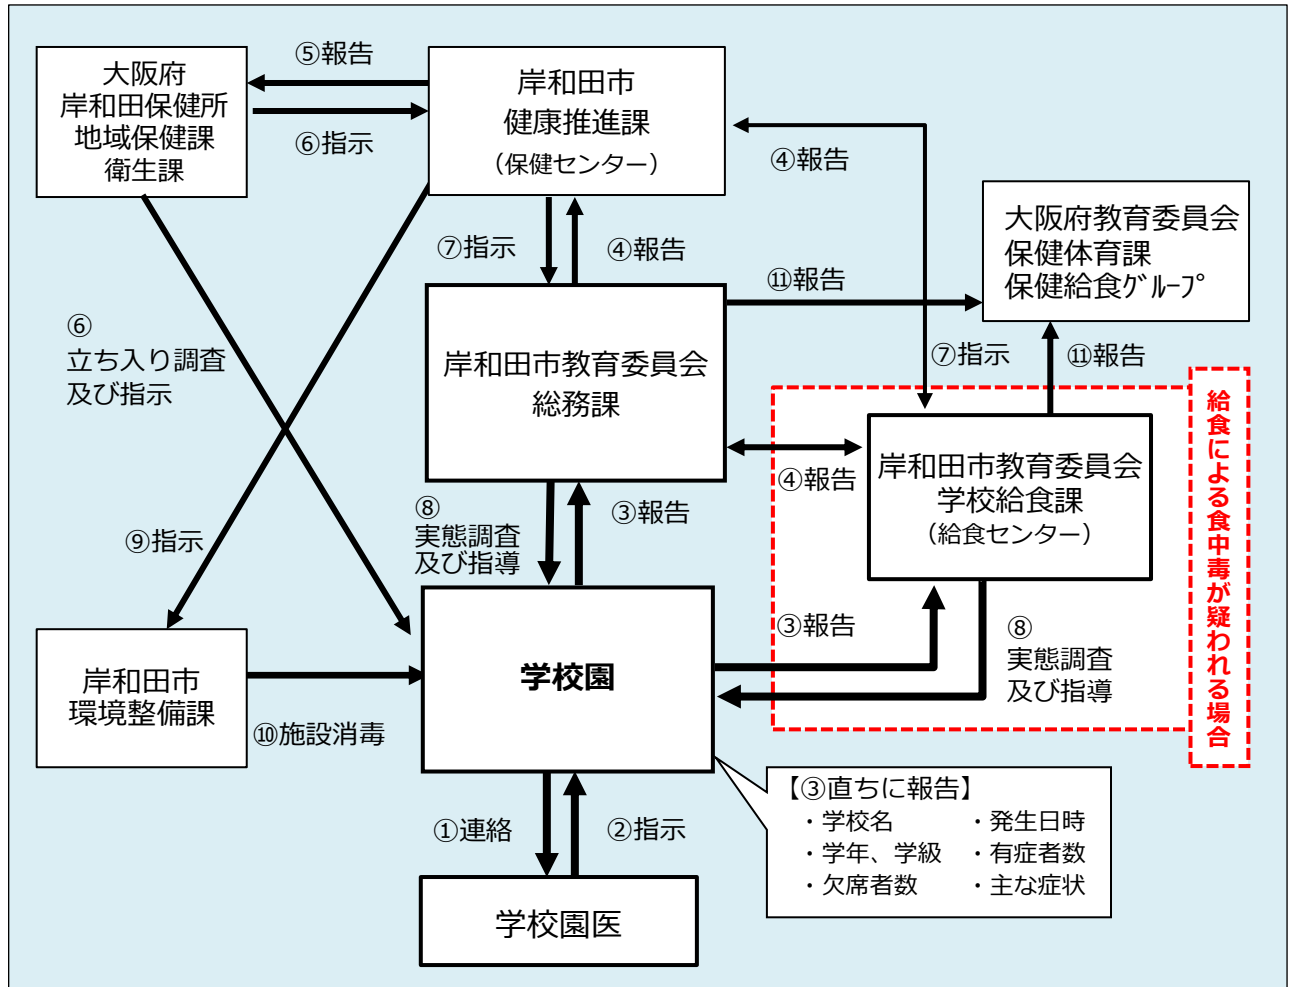 ⑤報告
大阪府
岸和田保健所
地域保健課
衛生課
⑥指示
岸和田市
健康推進課
（保健センター）
④報告
大阪府教育委員会
保健体育課
保健給食ｸﾞﾙｰﾌﾟ
⑦指示
④報告
⑪報告
⑥
立ち入り調査
及び指示
岸和田市教育委員会
総務課
⑦指示
⑪報告
給食による食中毒が疑われる場合
④報告
岸和田市教育委員会
学校給食課
（給食センター）
⑨指示
⑧
実態調査
及び指導
③報告
③報告
⑧
実態調査
及び指導
岸和田市
環境整備課
学校園
⑩施設消毒
【③直ちに報告】
・学校名　・発生日時
・学年、学級　・有症者数
・欠席者数　・主な症状
①連絡
②指示
学校園医